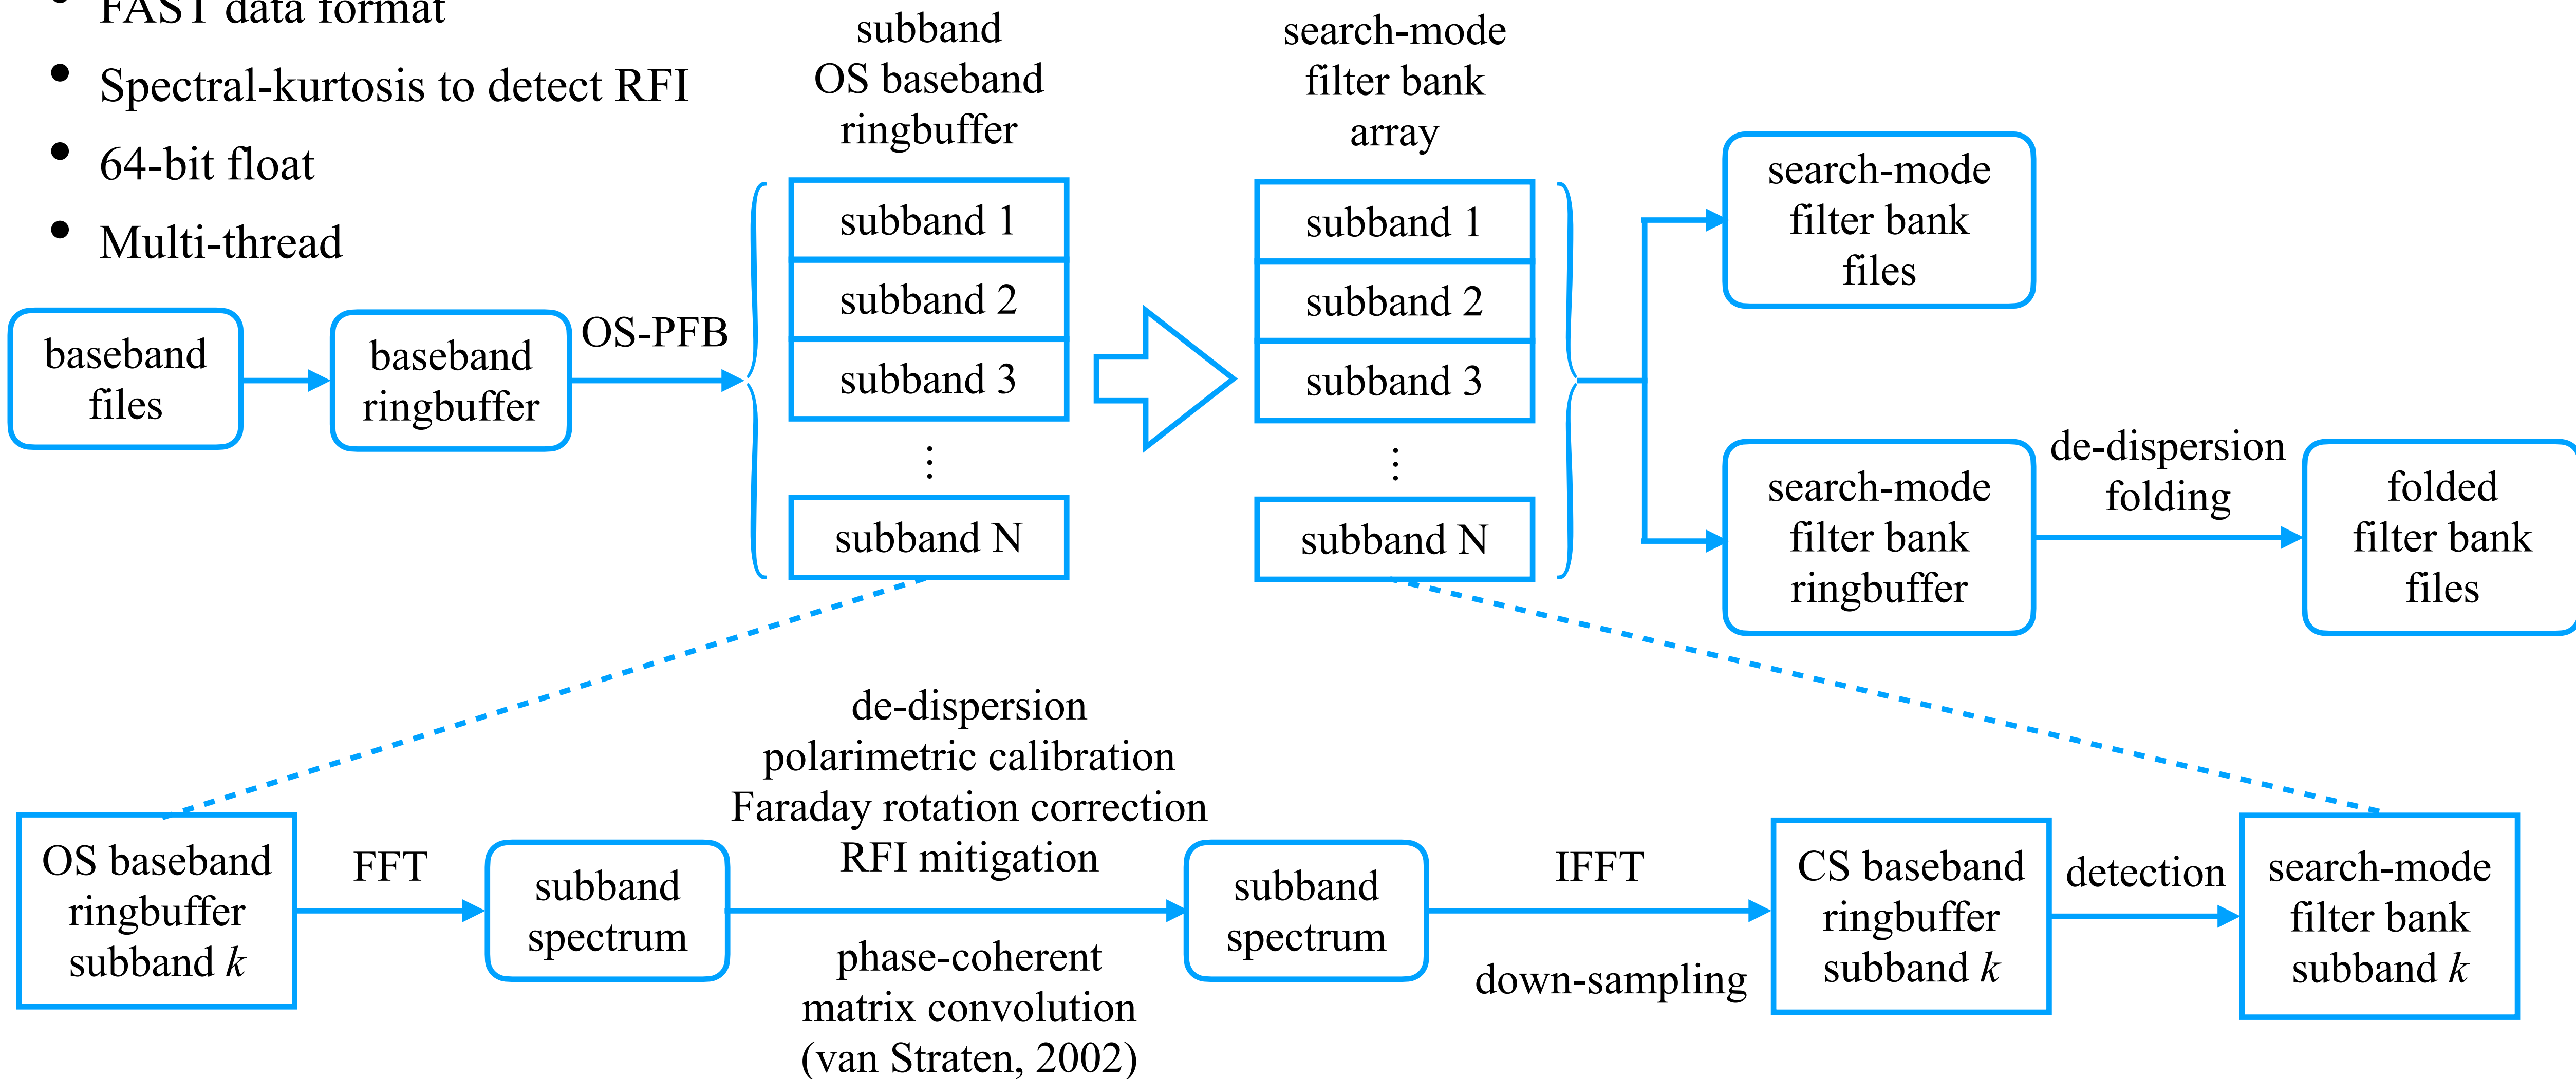 • FAST data format
• Spectral-kurtosis to detect RFI
• 64-bit float
• Multi-thread
subband
OS baseband
ringbuffer
search-mode
filter bank
array
baseband
files
baseband
ringbuffer
OS-PFB
subband 1
subband 2
subband 3
⋮
subband N
subband 1
subband 2
subband 3
⋮
subband N
search-mode
filter bank
files
search-mode
filter bank
ringbuffer
de-dispersion
folding
folded
filter bank
files
OS baseband
ringbuffer
subband k
FFT
subband
spectrum
de-dispersion
polarimetric calibration
Faraday rotation correction
RFI mitigation
phase-coherent
matrix convolution
(van Straten, 2002)
subband
spectrum
IFFT
down-sampling
CS baseband
ringbuffer
subband k
detection
search-mode
filter bank
subband k